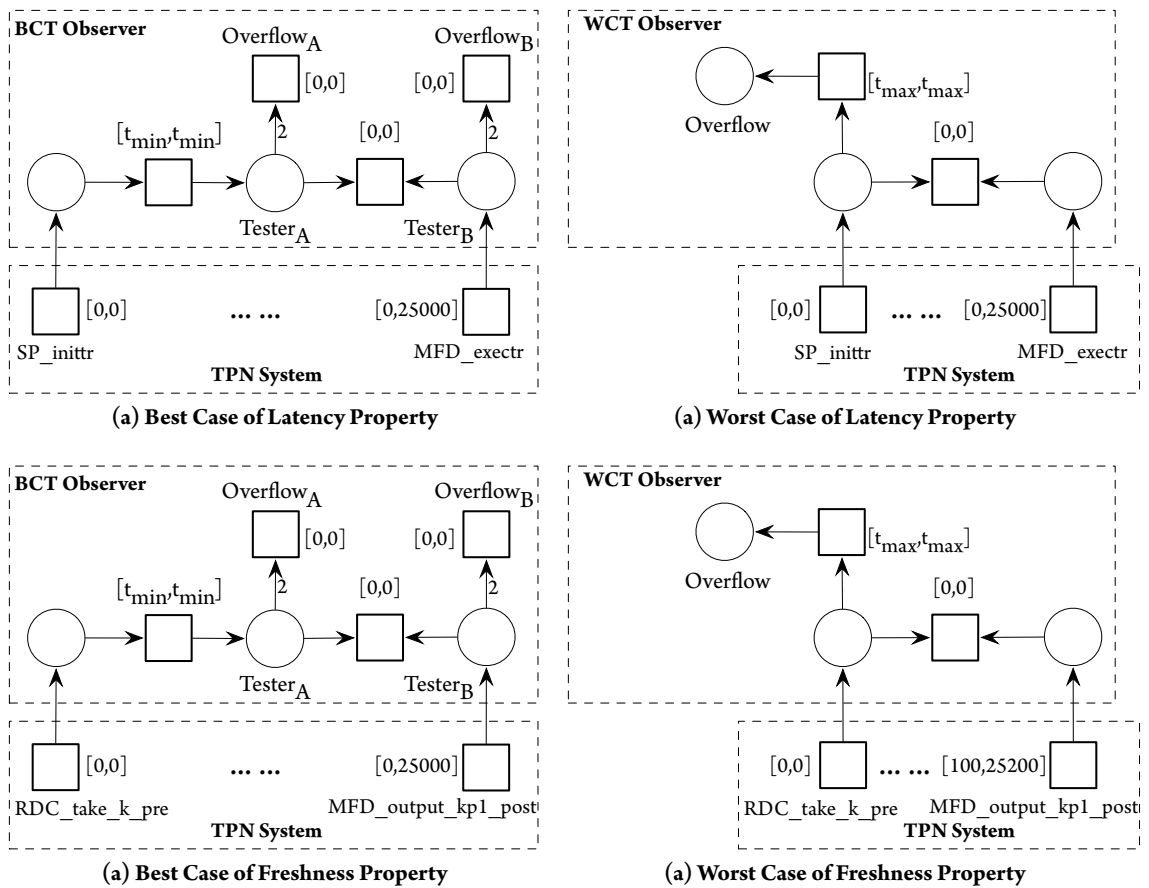 BCT Observer
Overflow_A
Overflow_B
[0,0]
[0,0]
[t_min,t_min]
2
[0,0]
2
Tester_A
Tester_B
[0,0]
... ...
[0,25000]
SP_inittr
MFD_exectr
TPN System
(a) Best Case of Latency Property
WCT Observer
[t_max,t_max]
Overflow
[0,0]
[0,0]
... ...
[0,25000]
SP_inittr
MFD_exectr
TPN System
(a) Worst Case of Latency Property
BCT Observer
Overflow_A
Overflow_B
[0,0]
[0,0]
[t_min,t_min]
2
[0,0]
2
Tester_A
Tester_B
[0,0]
... ...
[0,25000]
RDC_take_k_pre
MFD_output_kp1_post
TPN System
(a) Best Case of Freshness Property
WCT Observer
[t_max,t_max]
Overflow
[0,0]
[0,0]
... ...
[100,25200]
RDC_take_k_pre
MFD_output_kp1_post
TPN System
(a) Worst Case of Freshness Property